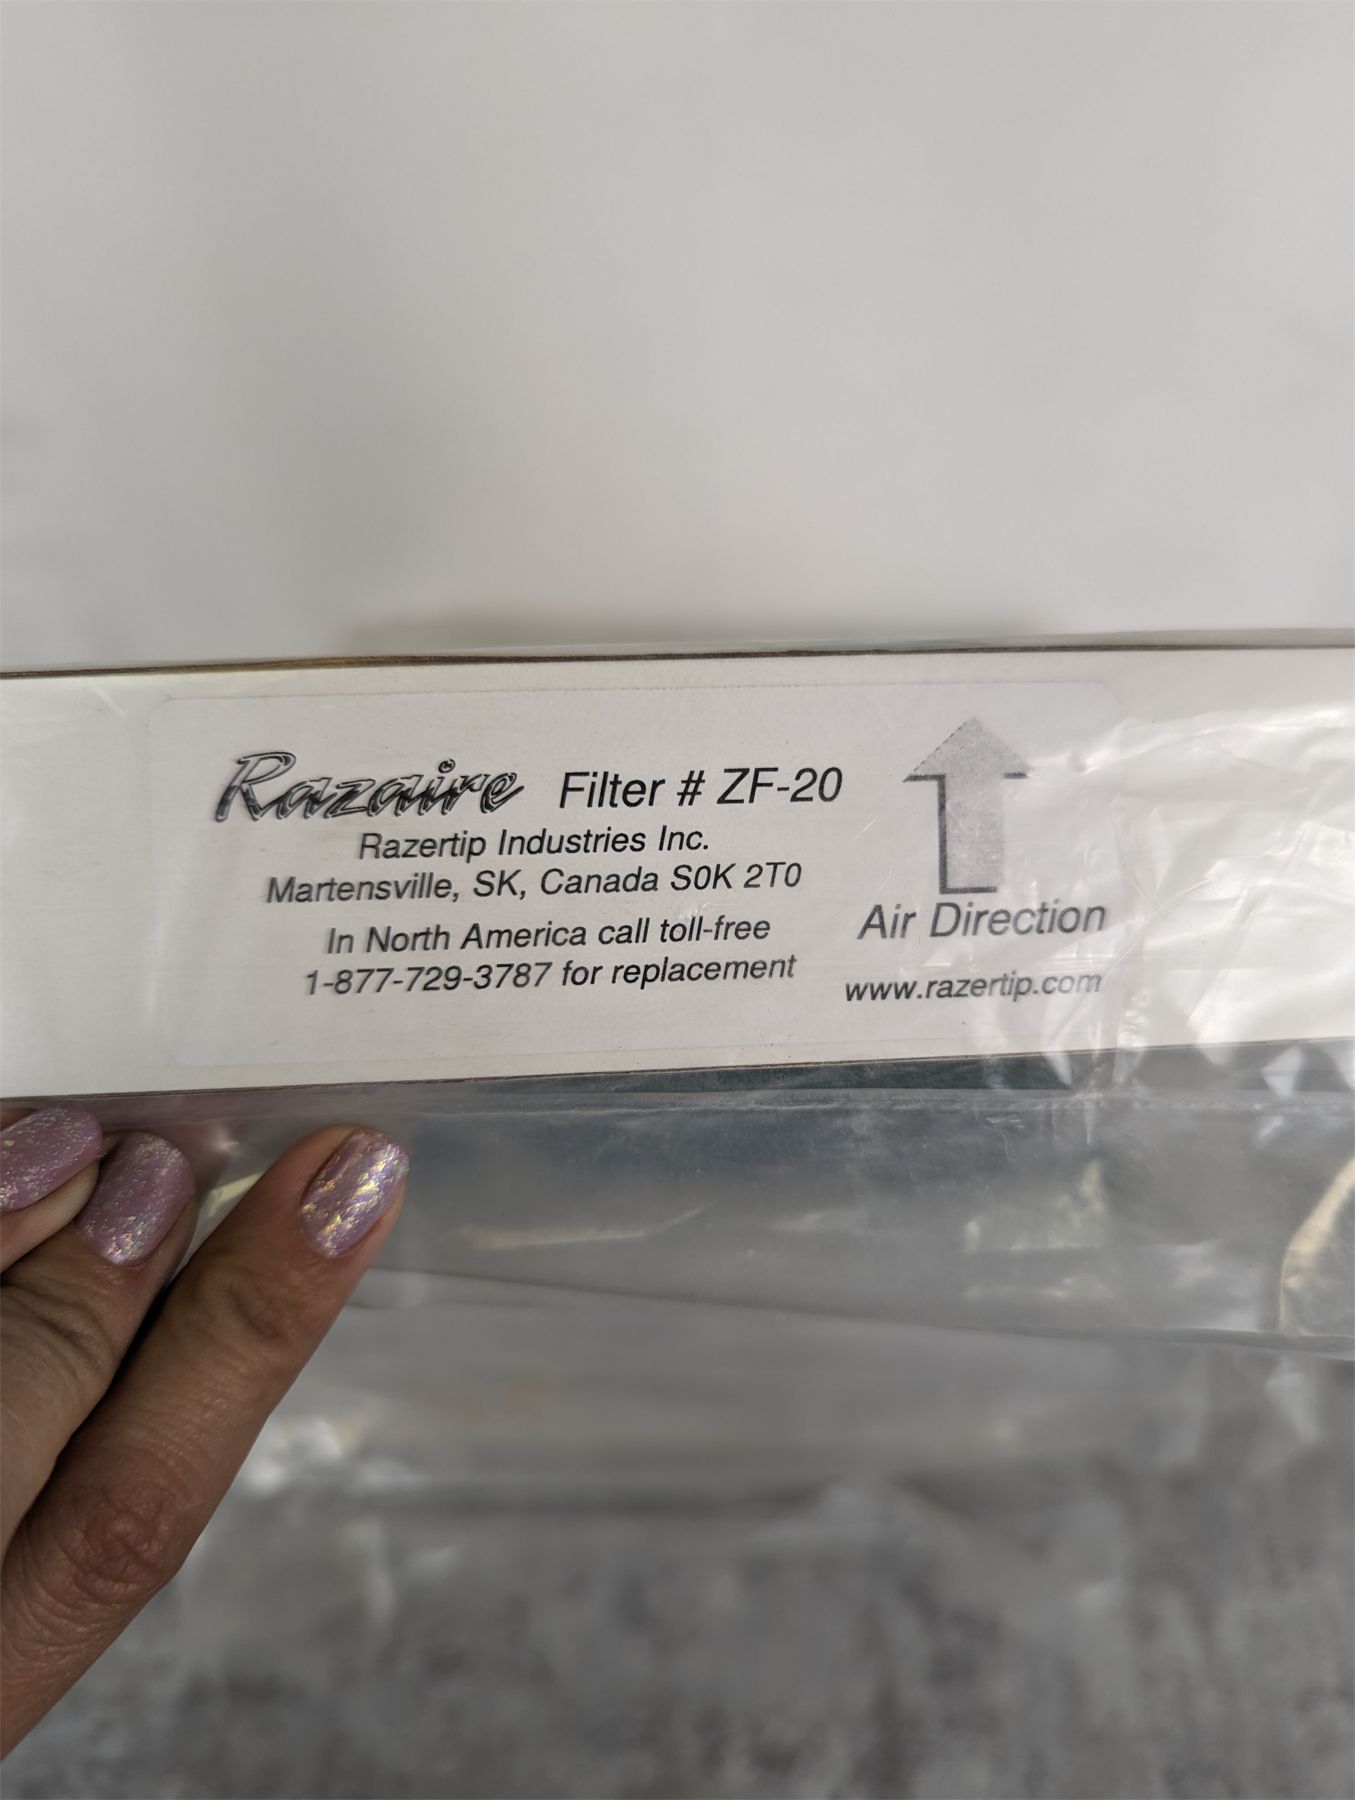 Razaire Filter # ZF-20
Razertip Industries Inc.
Martensville, SK, Canada S0K 2T0
In North America call toll-free
1-877-729-3787 for replacement
Air Direction
www.razertip.com